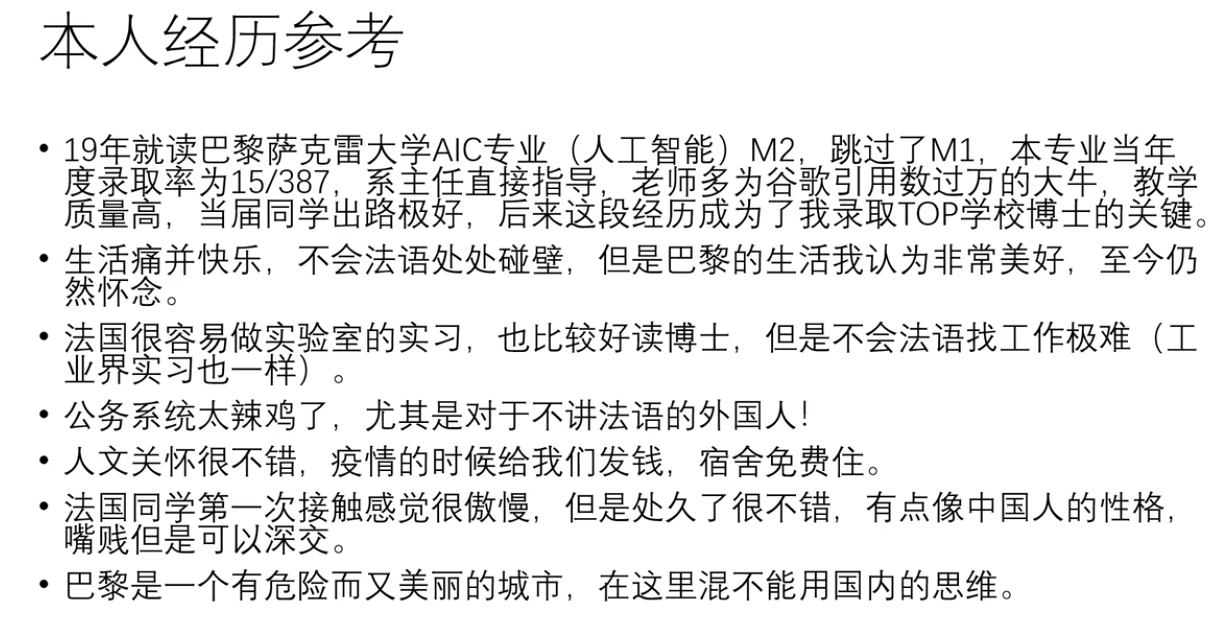 本人经历参考
• 19年就读巴黎萨克雷大学AIC专业（人工智能）M2，跳过了M1，本专业当年
度录取率为15/387，系主任直接指导，老师多为谷歌引用数过万的大牛，教学
质量高，当届同学出路极好，后来这段经历成为了我录取TOP学校博士的关键。
• 生活痛并快乐，不会法语处处碰壁，但是巴黎的生活我认为非常美好，至今仍
然怀念。
• 法国很容易做实验室的实习，也比较好读博士，但是不会法语找工作极难（工
业界实习也一样）。
• 公务系统太辣鸡了，尤其是对于不讲法语的外国人！
• 人文关怀很不错，疫情的时候给我们发钱，宿舍免费住。
• 法国同学第一次接触感觉很傲慢，但是处久了很不错，有点像中国人的性格，
嘴贱但是可以深交。
• 巴黎是一个有危险而又美丽的城市，在这里混不能用国内的思维。